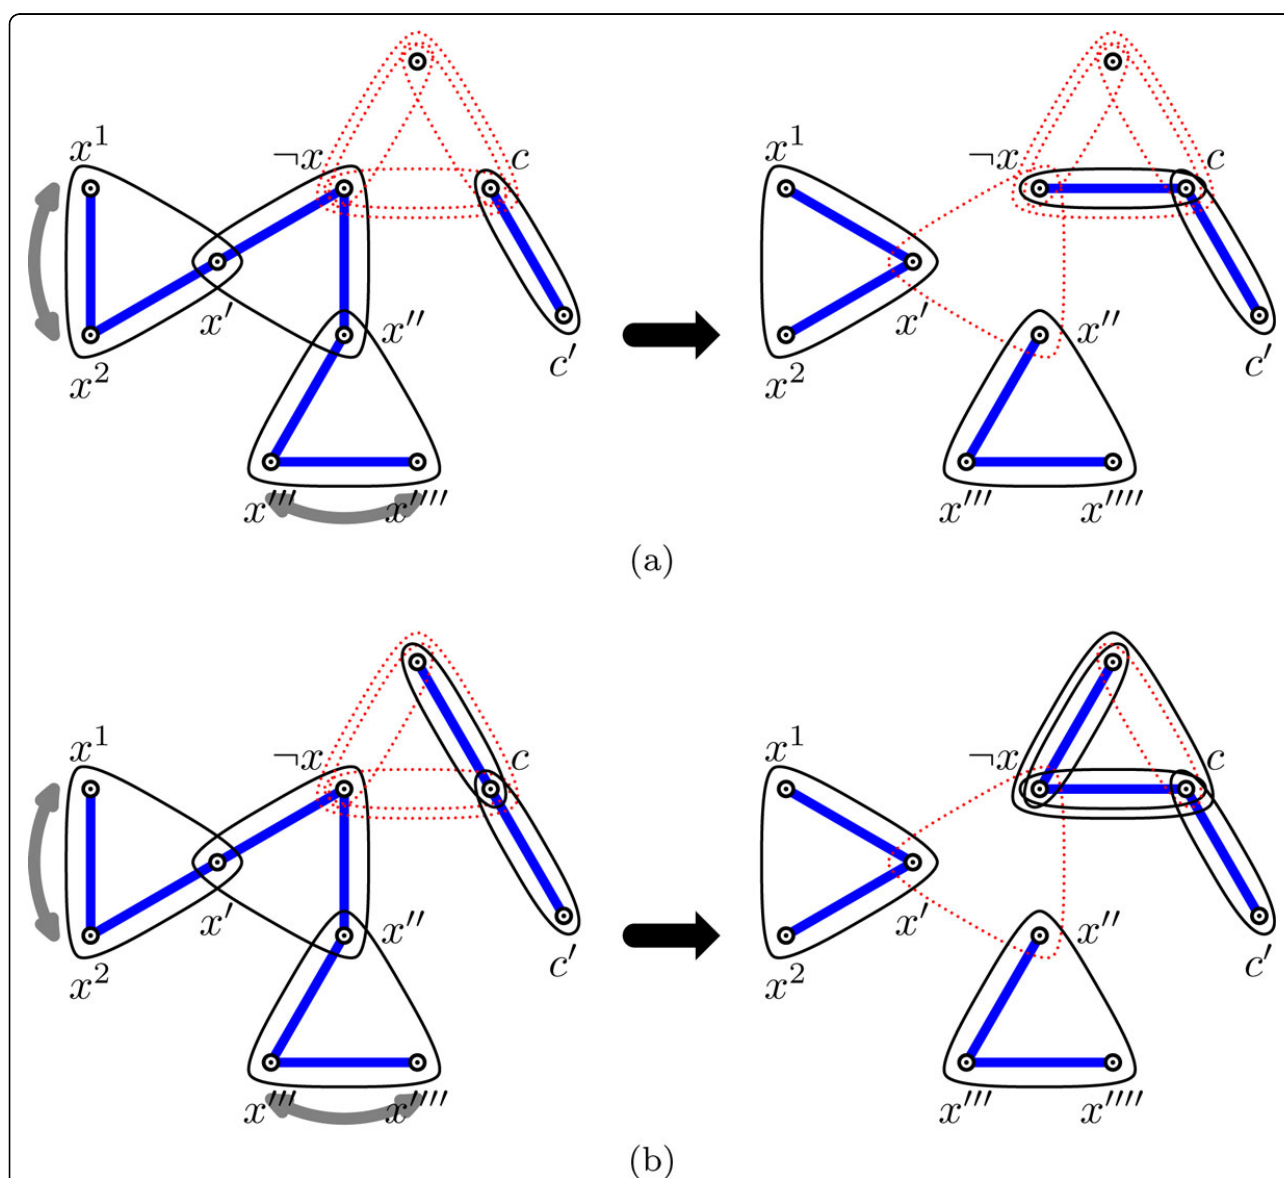 x¹ ¬x c x¹ ¬x c
x′ x″ x′ x″
x² c′ x² c′
x‴ x⁗ x‴ x⁗
(a)
x¹ ¬x c x¹ ¬x c
x′ x″ x′ x″
x² c′ x² c′
x‴ x⁗ x‴ x⁗
(b)